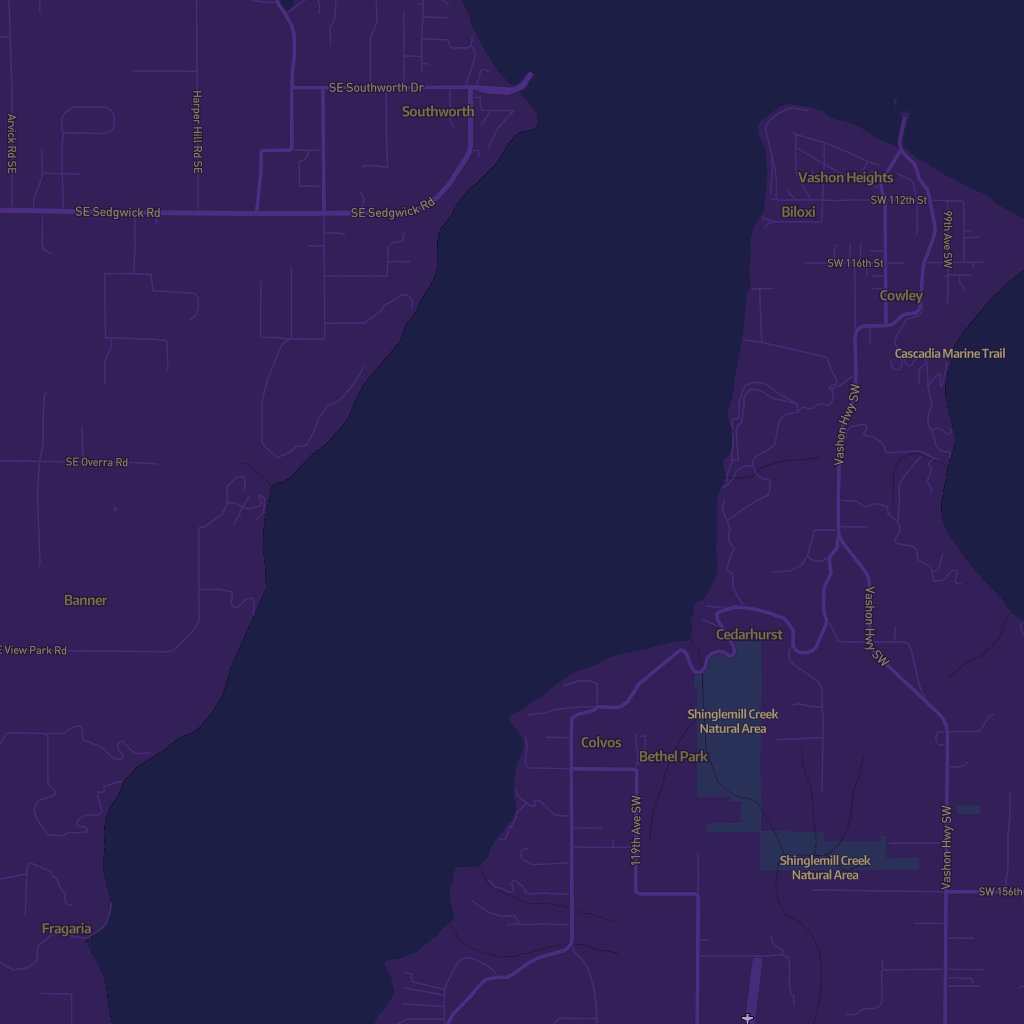 SE Southworth Dr
Southworth
Harper Hill Rd SE
Arvick Rd SE
Vashon Heights
SW 112th St
SE Sedgwick Rd
SE Sedgwick Rd
Biloxi
99th Ave SW
SW 116th St
Cowley
Cascadia Marine Trail
Vashon Hwy SW
SE Overra Rd
Banner
Vashon Hwy SW
Cedarhurst
E View Park Rd
Shinglemill Creek
Natural Area
Colvos
Bethel Park
119th Ave SW
Vashon Hwy SW
Shinglemill Creek
Natural Area
SW 156th
Fragaria